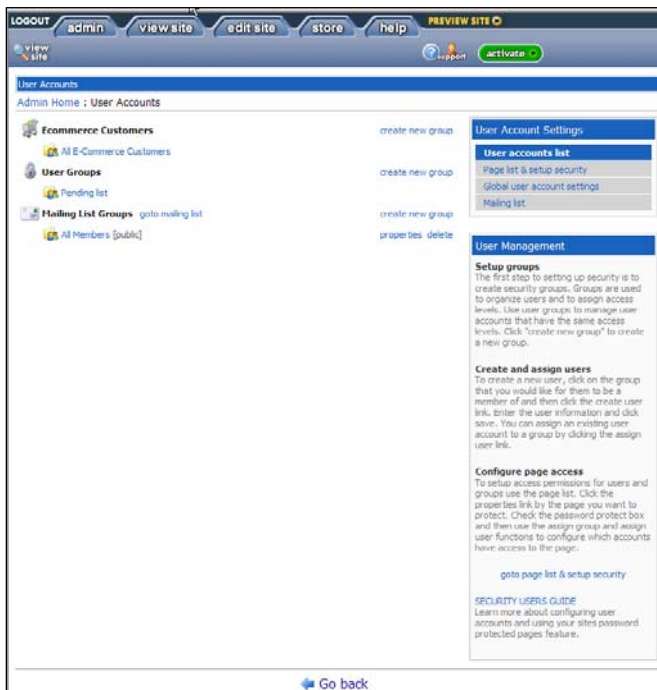 LOGOUT admin view site edit site store help PREVIEW SITE
view site support activate
User Accounts
Admin Home : User Accounts
Ecommerce Customers create new group
All E-Commerce Customers
User Groups create new group
Pending list
Mailing List Groups goto mailing list create new group
All Members [public] properties delete
User Account Settings
User accounts list
Page list & setup security
Global user account settings
Mailing list
User Management
Setup groups
The first step to setting up security is to
create security groups. Groups are used
to organize users and to assign access
levels. Use user groups to manage user
accounts that have the same access
levels. Click "create new group" to create
a new group.
Create and assign users
To create a new user, click on the group
that you would like for them to be a
member of and then click the create user
link. Enter the user information and click
save. You can assign an existing user
account to a group by clicking the assign
user link.
Configure page access
To setup access permissions for users and
groups use the page list. Click the
properties link by the page you want to
protect. Check the password protect box
and then use the assign group and assign
user functions to configure which accounts
have access to the page.
goto page list & setup security
SECURITY USERS GUIDE
Learn more about configuring user
accounts and using your sites password
protected pages feature.
Go back